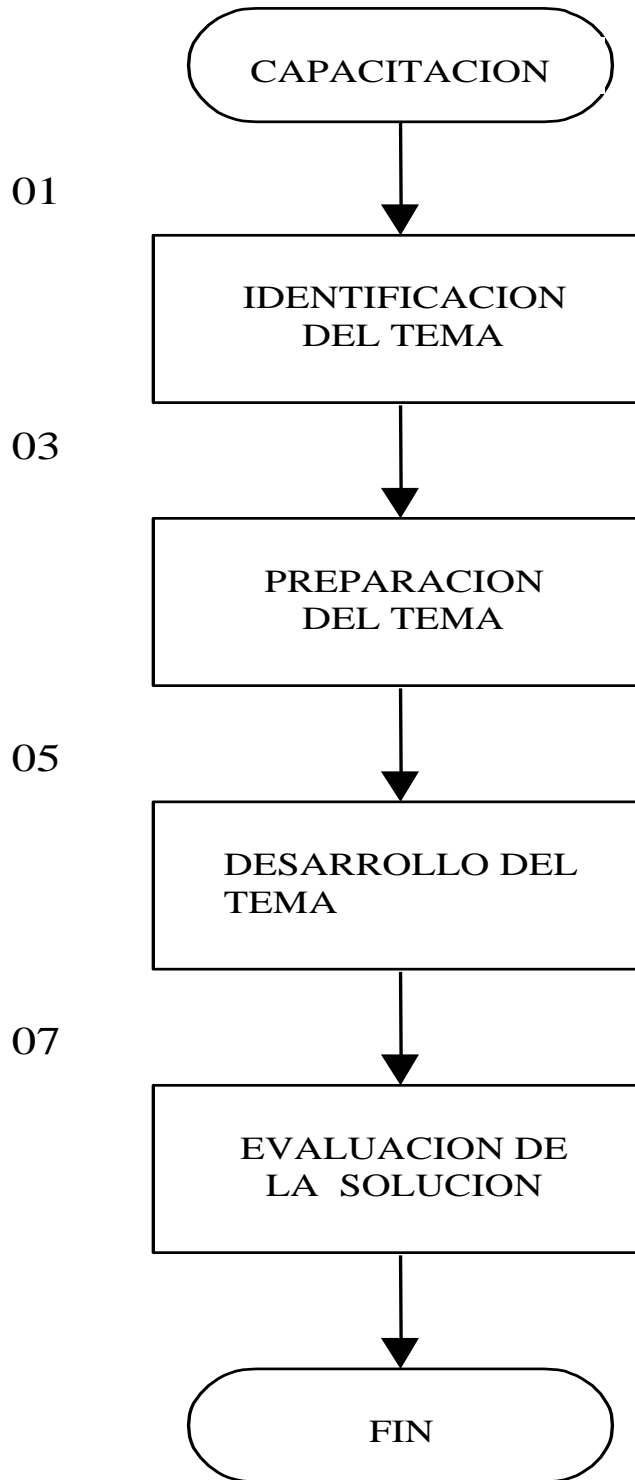 CAPACITACION
01
IDENTIFICACION
DEL TEMA
03
PREPARACION
DEL TEMA
05
DESARROLLO DEL
TEMA
07
EVALUACION DE
LA SOLUCION
FIN